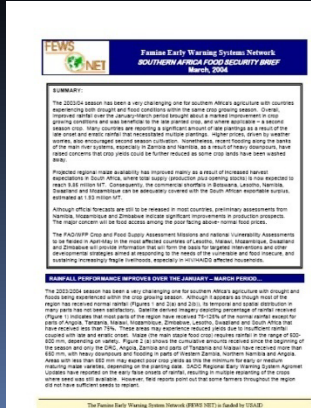 FEWS
NET
Famine Early Warning Systems Network
SOUTHERN AFRICA FOOD SECURITY BRIEF
March, 2004
SUMMARY:
The 2003/04 season has been a very challenging one for southern Africa's agriculture with countries
experiencing both drought and food conditions within the same crop growing season. Overall,
improved rainfall over the January-March period brought about a marked improvement in crop
growing conditions and was beneficial to the late planted crop, and where applicable – a second
season crop. Many countries are reporting a significant amount of late plantings as a result of the
late onset and erratic rainfall that necessitated multiple plantings. Higher prices, driven by weather
worries, also encouraged second season cultivation. Nonetheless, recent flooding along the banks
of the main river systems, especially in Zambia and Namibia, as a result of heavy downpours, have
raised concerns that crop yields could be further reduced as some crop lands have been washed
away.
Projected regional maize availability has improved mainly as a result of increased harvest
expectations in South Africa, where total supply (production plus opening stocks) is now expected to
reach MT. Consequently, the commercial shortfalls in Botswana, Lesotho, Namibia,
Swaziland and Mozambique can be adequately covered with the South African exportable surplus,
estimated at MT.
Although official forecasts are still to be released in most countries, preliminary assessments from
Namibia, Mozambique and Zimbabwe indicate significant improvements in production prospects.
The major concern will be food access among the poor facing above-normal food prices.
The FAO/WFP Crop and Food Supply Assessment Missions and national Vulnerability Assessments
to be fielded in April-May in the most affected countries of Lesotho, Malawi, Mozambique, Swaziland
and Zimbabwe will provide information that will form the basis for targeted interventions and other
developmental strategies aimed at responding to the needs of the vulnerable and food insecure, and
sustaining increasingly fragile livelihoods, especially in HIV/AIDS affected households.
RAINFALL PERFORMANCE IMPROVES OVER THE JANUARY – MARCH PERIOD...
The 2003/2004 season has been a very challenging one for southern Africa's agriculture with drought and
floods being experienced within the crop growing season. Although it appears as though most of the
region has received normal rainfall (Figures 1 and 2(a) and 2(b)), its temporal and spatial distribution in
many parts has not been satisfactory. Satellite derived imagery depicting percentage of rainfall received
(Figure 1) indicates that most parts of the region have received of the normal rainfall except for
parts of Angola, Tanzania, Malawi, Mozambique, Zimbabwe, Lesotho, Swaziland and South Africa that
have received less than 75%. These areas may experience reduced yields due to insufficient rainfall
coupled with late and erratic onset. Maize (the main staple food crop) requires rainfall in the range of
mm, depending on variety. Figure 2 (a) shows the cumulative amounts received since the beginning of
the season and only the DRC, Angola, Zambia and parts of Tanzania and Malawi have received more than
650 mm, with heavy downpours and flooding in parts of Western Zambia, Northern Namibia and Angola.
Areas with less than 650 mm may expect poor crop yields as this is the minimum for early or medium
maturing maize varieties, depending on the planting date. SADC Regional Early Warning System Agromet
Updates have reported on the early false onsets of rainfall, resulting in multiple planting of the crops
where seed was still available. However, field reports point out that some farmers throughout the region
did not have sufficient seeds to replant.
The Famine Early Warning System Network (FEWS NET) is funded by USAID